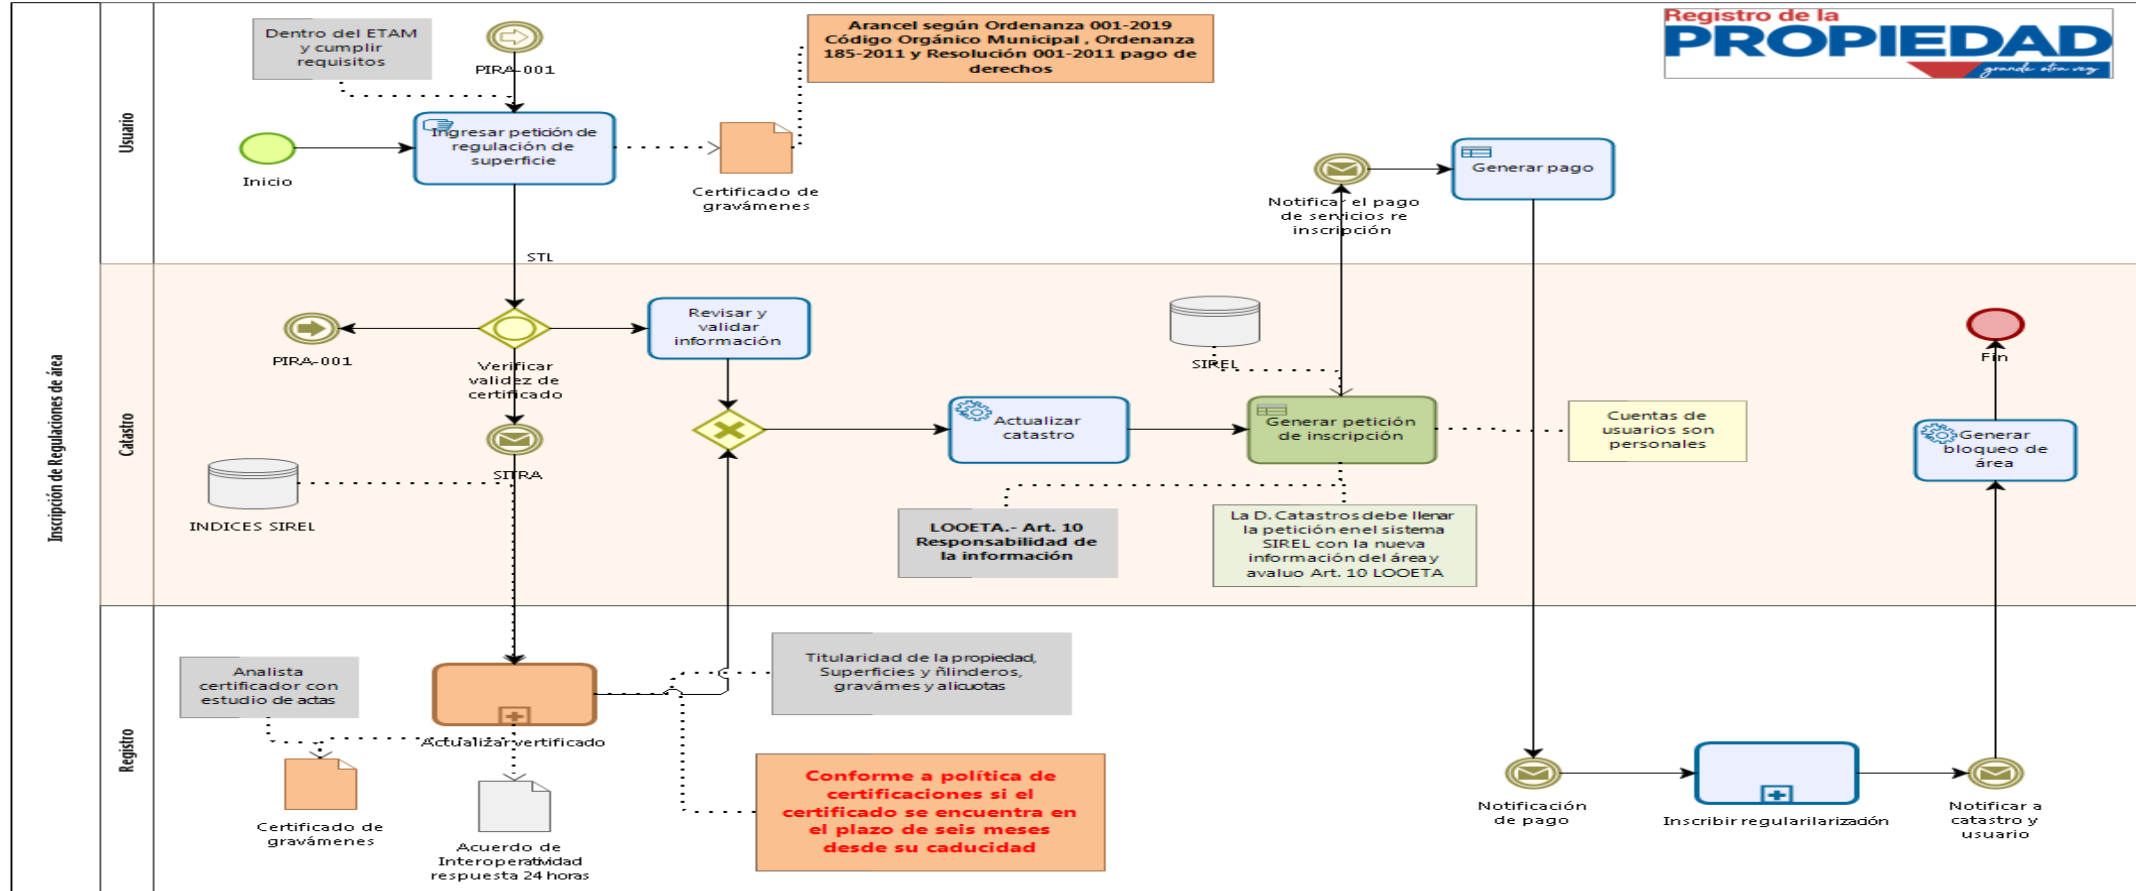 Inscripción de Regulaciones de área
Usuario
Dentro del ETAM
y cumplir
requisitos
PIRA-001
Arancel según Ordenanza 001-2019
Código Orgánico Municipal , Ordenanza
185-2011 y Resolución 001-2011 pago de
derechos
Registro de la
PROPIEDAD
grande otra vez
Inicio
Ingresar petición de
regulación de
superficie
Certificado de
gravámenes
Notificar el pago
de servicios re
inscripción
Generar pago
STL
Catastro
PIRA-001
Verificar
validez de
certificado
Revisar y
validar
información
SITRA
INDICES SIREL
Actualizar
catastro
SIREL
Generar petición
de inscripción
Cuentas de
usuarios son
personales
LOOETA.- Art. 10
Responsabilidad de
la información
La D. Catastros debe llenar
la petición enel sistema
SIREL con la nueva
información del área y
avaluo Art. 10 LOOETA
Fin
Generar
bloqueo de
área
Registro
Analista
certificador con
estudio de actas
Actualizar vertificado
Certificado de
gravámenes
Acuerdo de
Interoperatividad
respuesta 24 horas
Titularidad de la propiedad,
Superficies y ñlinderos,
gravámes y alicuotas
Conforme a política de
certificaciones si el
certificado se encuentra en
el plazo de seis meses
desde su caducidad
Notificación
de pago
Inscribir regularilarización
Notificar a
catastro y
usuario